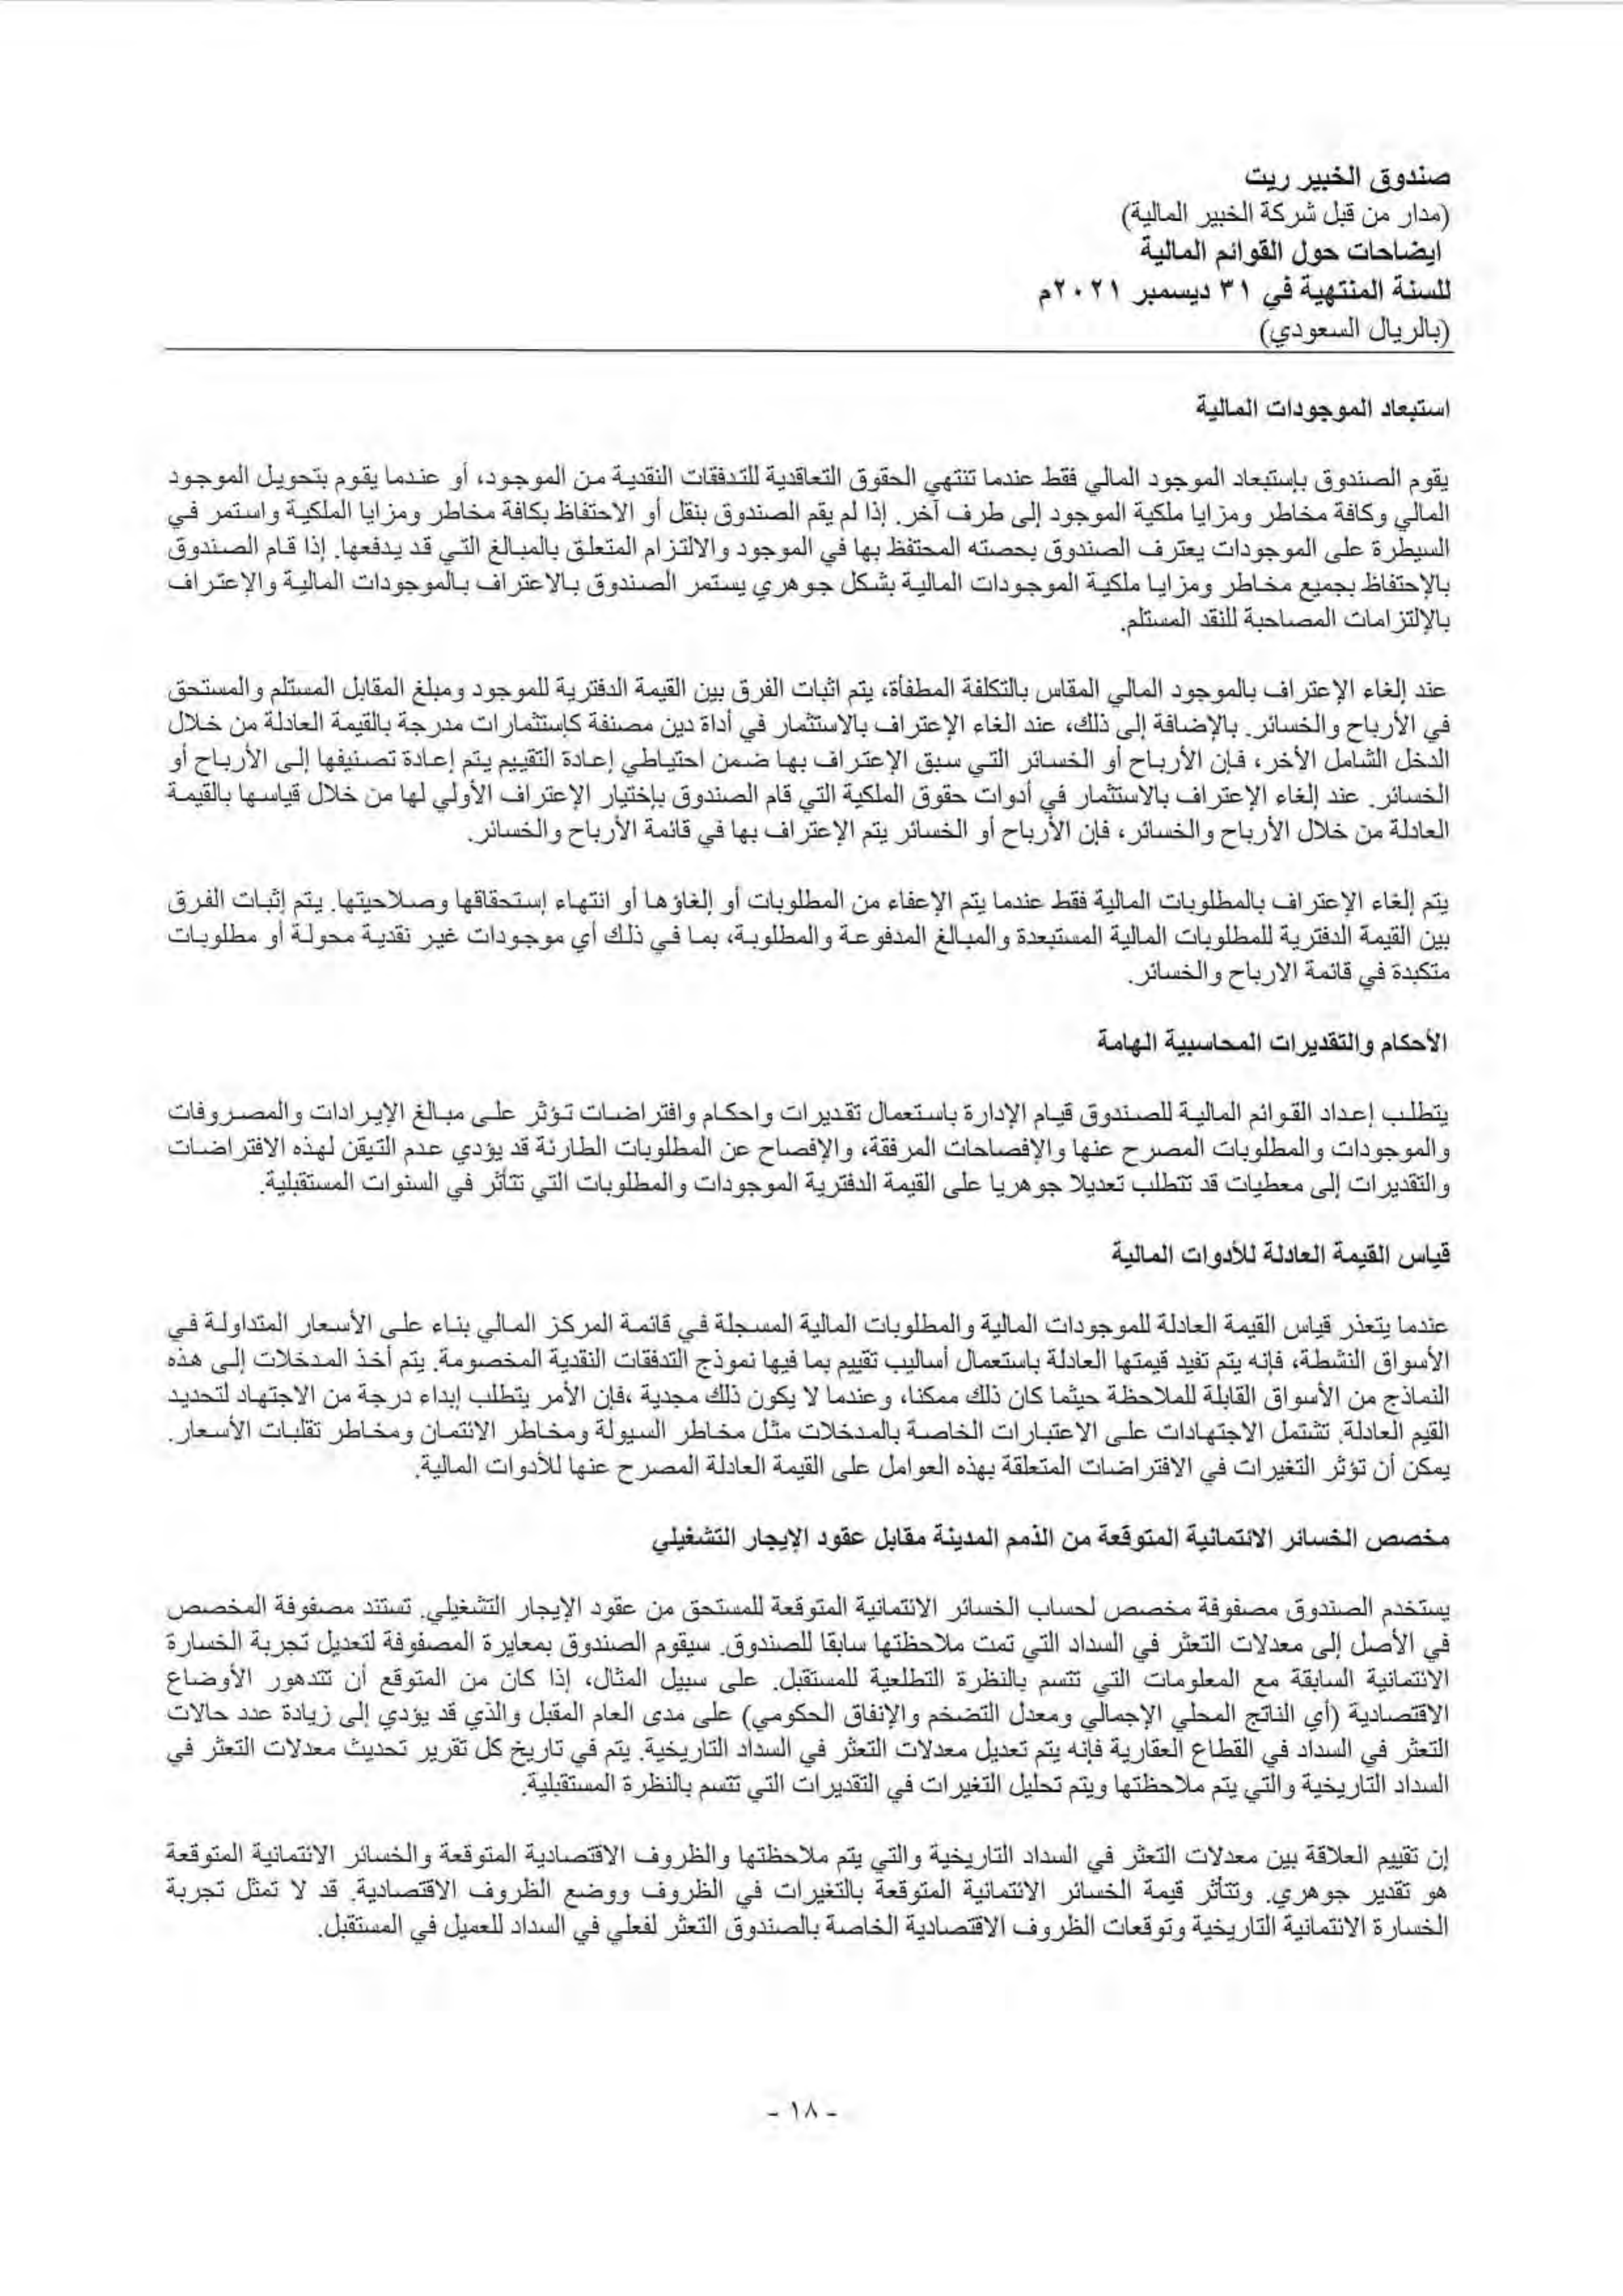 صندوق الخبير ريت
(مدار من قبل شركة الخبير المالية)
ايضاحات حول القوائم المالية
للسنة المنتهية في ٣١ ديسمبر ٢٠٢١م
(بالريال السعودي)
استبعاد الموجودات المالية
يقوم الصندوق بإستبعاد الموجود المالي فقط عندما تنتهي الحقوق التعاقدية للتدفقات النقدية من الموجود، أو عندما يقوم بتحويل الموجود
المالي وكافة مخاطر ومزايا ملكية الموجود إلى طرف آخر. إذا لم يقم الصندوق بنقل أو الاحتفاظ بكافة مخاطر ومزايا الملكية واستمر في
السيطرة على الموجودات يعترف الصندوق بحصته المحتفظ بها في الموجود والالتزام المتعلق بالمبالغ التي قد يدفعها. إذا قام الصندوق
بالإحتفاظ بجميع مخاطر ومزايا ملكية الموجودات المالية بشكل جوهري يستمر الصندوق بالاعتراف بالموجودات المالية والإعتراف
بالإلتزامات المصاحبة للنقد المستلم.
عند إلغاء الإعتراف بالموجود المالي المقاس بالتكلفة المطفأة، يتم اثبات الفرق بين القيمة الدفترية للموجود ومبلغ المقابل المستلم والمستحق
في الأرباح والخسائر. بالإضافة إلى ذلك، عند الغاء الإعتراف بالاستثمار في أداة دين مصنفة كإستثمارات مدرجة بالقيمة العادلة من خلال
الدخل الشامل الأخر، فإن الأرباح أو الخسائر التي سبق الإعتراف بها ضمن احتياطي إعادة التقييم يتم إعادة تصنيفها إلى الأرباح أو
الخسائر. عند إلغاء الإعتراف بالاستثمار في أدوات حقوق الملكية التي قام الصندوق بإختيار الإعتراف الأولي لها من خلال قياسها بالقيمة
العادلة من خلال الأرباح والخسائر، فإن الأرباح أو الخسائر يتم الإعتراف بها في قائمة الأرباح والخسائر.
يتم إلغاء الإعتراف بالمطلوبات المالية فقط عندما يتم الإعفاء من المطلوبات أو إلغاؤها أو انتهاء إستحقاقها وصلاحيتها. يتم إثبات الفرق
بين القيمة الدفترية للمطلوبات المالية المستبعدة والمبالغ المدفوعة والمطلوبة، بما في ذلك أي موجودات غير نقدية محولة أو مطلوبات
متكبدة في قائمة الارباح والخسائر.
الأحكام والتقديرات المحاسبية الهامة
يتطلب إعداد القوائم المالية للصندوق قيام الإدارة باستعمال تقديرات واحكام وافتراضات تؤثر على مبالغ الإيرادات والمصروفات
والموجودات والمطلوبات المصرح عنها والإفصاحات المرفقة، والإفصاح عن المطلوبات الطارئة قد يؤدي عدم التيقن لهذه الافتراضات
والتقديرات إلى معطيات قد تتطلب تعديلا جوهريا على القيمة الدفترية الموجودات والمطلوبات التي تتأثر في السنوات المستقبلية.
قياس القيمة العادلة للأدوات المالية
عندما يتعذر قياس القيمة العادلة للموجودات المالية والمطلوبات المالية المسجلة في قائمة المركز المالي بناء على الأسعار المتداولة في
الأسواق النشطة، فإنه يتم تفيد قيمتها العادلة باستعمال أساليب تقييم بما فيها نموذج التدفقات النقدية المخصومة. يتم أخذ المدخلات إلى هذه
النماذج من الأسواق القابلة للملاحظة حيثما كان ذلك ممكنا، وعندما لا يكون ذلك مجدية ،فإن الأمر يتطلب إبداء درجة من الاجتهاد لتحديد
القيم العادلة. تشتمل الاجتهادات على الاعتبارات الخاصة بالمدخلات مثل مخاطر السيولة ومخاطر الائتمان ومخاطر تقلبات الأسعار.
يمكن أن تؤثر التغيرات في الافتراضات المتعلقة بهذه العوامل على القيمة العادلة المصرح عنها للأدوات المالية.
مخصص الخسائر الائتمانية المتوقعة من الذمم المدينة مقابل عقود الإيجار التشغيلي
يستخدم الصندوق مصفوفة مخصص لحساب الخسائر الائتمانية المتوقعة للمستحق من عقود الإيجار التشغيلي. تستند مصفوفة المخصص
في الأصل إلى معدلات التعثر في السداد التي تمت ملاحظتها سابقا للصندوق. سيقوم الصندوق بمعايرة المصفوفة لتعديل تجربة الخسارة
الائتمانية السابقة مع المعلومات التي تتسم بالنظرة التطلعية للمستقبل. على سبيل المثال، إذا كان من المتوقع أن تتدهور الأوضاع
الاقتصادية (أي الناتج المحلي الإجمالي ومعدل التضخم والإنفاق الحكومي) على مدى العام المقبل والذي قد يؤدي إلى زيادة عدد حالات
التعثر في السداد في القطاع العقارية فإنه يتم تعديل معدلات التعثر في السداد التاريخية. يتم في تاريخ كل تقرير تحديث معدلات التعثر في
السداد التاريخية والتي يتم ملاحظتها ويتم تحليل التغيرات في التقديرات التي تتسم بالنظرة المستقبلية.
إن تقييم العلاقة بين معدلات التعثر في السداد التاريخية والتي يتم ملاحظتها والظروف الاقتصادية المتوقعة والخسائر الائتمانية المتوقعة
هو تقدير جوهري. وتتأثر قيمة الخسائر الائتمانية المتوقعة بالتغيرات في الظروف ووضع الظروف الاقتصادية. قد لا تمثل تجربة
الخسارة الائتمانية التاريخية وتوقعات الظروف الاقتصادية الخاصة بالصندوق التعثر لفعلي في السداد للعميل في المستقبل.
- ١٨ -